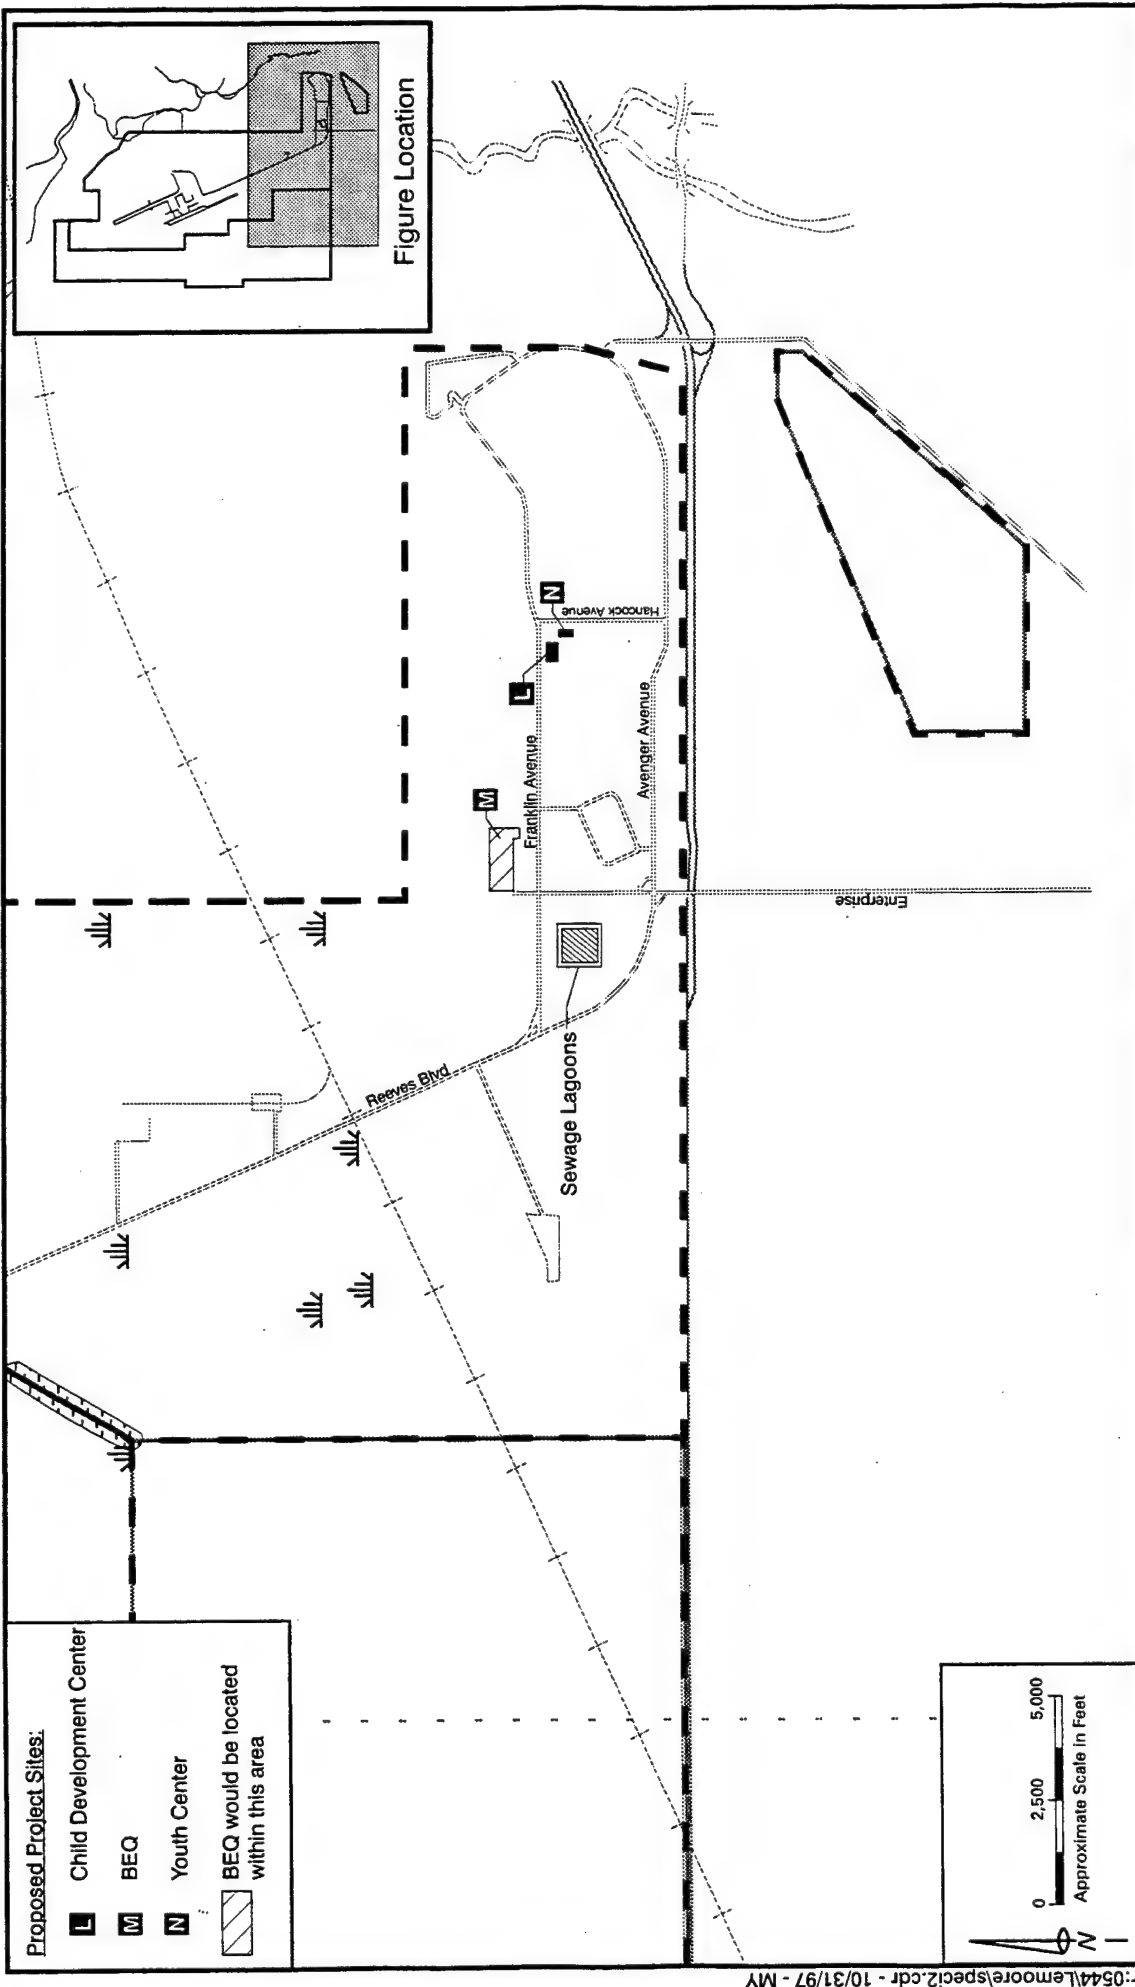 Proposed Project Sites:
L Child Development Center
M BEQ
N Youth Center
BEQ would be located
within this area
Figure Location
Reeves Blvd
Sewage Lagoons
M
Franklin Avenue
L
N
Hancock Avenue
Avenger Avenue
Enterprise
N
0 2,500 5,000
Approximate Scale in Feet
:0544\Lemoore\speci2.cdr - 10/31/97 - MY